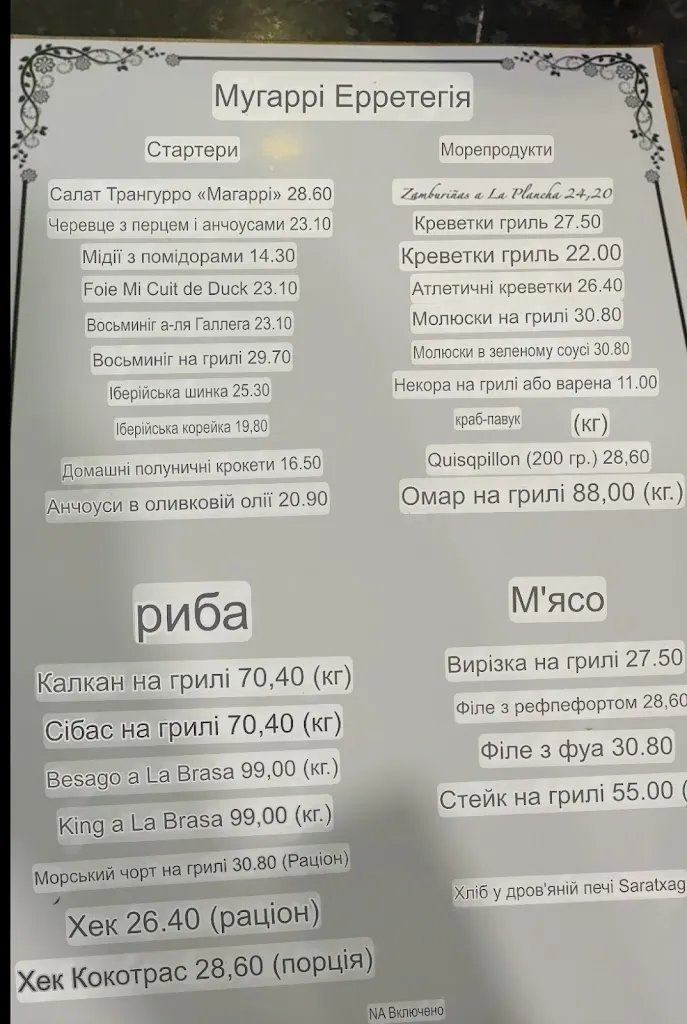 Мугаррі Ерретегія
Стартери
Салат Трангурро «Магаррі» 28.60
Черевце з перцем і анчоусами 23.10
Мідії з помідорами 14.30
Foie Mi Cuit de Duck 23.10
Восьминіг а-ля Галлега 23.10
Восьминіг на грилі 29.70
Іберійська шинка 25.30
Іберійська корейка 19,80
Домашні полуничні крокети 16.50
Анчоуси в оливковій олії 20.90
Морепродукти
Zamburiñas a La Plancha 24,20
Креветки гриль 27.50
Креветки гриль 22.00
Атлетичні креветки 26.40
Молюски на грилі 30.80
Молюски в зеленому соусі 30.80
Некора на грилі або варена 11.00
краб-павук (кг)
Quisqpillon (200 гр.) 28,60
Омар на грилі 88,00 (кг.)
риба
Калкан на грилі 70,40 (кг)
Сібас на грилі 70,40 (кг)
Besago a La Brasa 99,00 (кг.)
King a La Brasa 99,00 (кг.)
Морський чорт на грилі 30.80 (Раціон)
Хек 26.40 (раціон)
Хек Кокотрас 28,60 (порція)
М'ясо
Вирізка на грилі 27.50
Філе з рефпефортом 28,60
Філе з фуа 30.80
Стейк на грилі 55.00 (
Хліб у дров'яній печі Saratxag
NA Включено